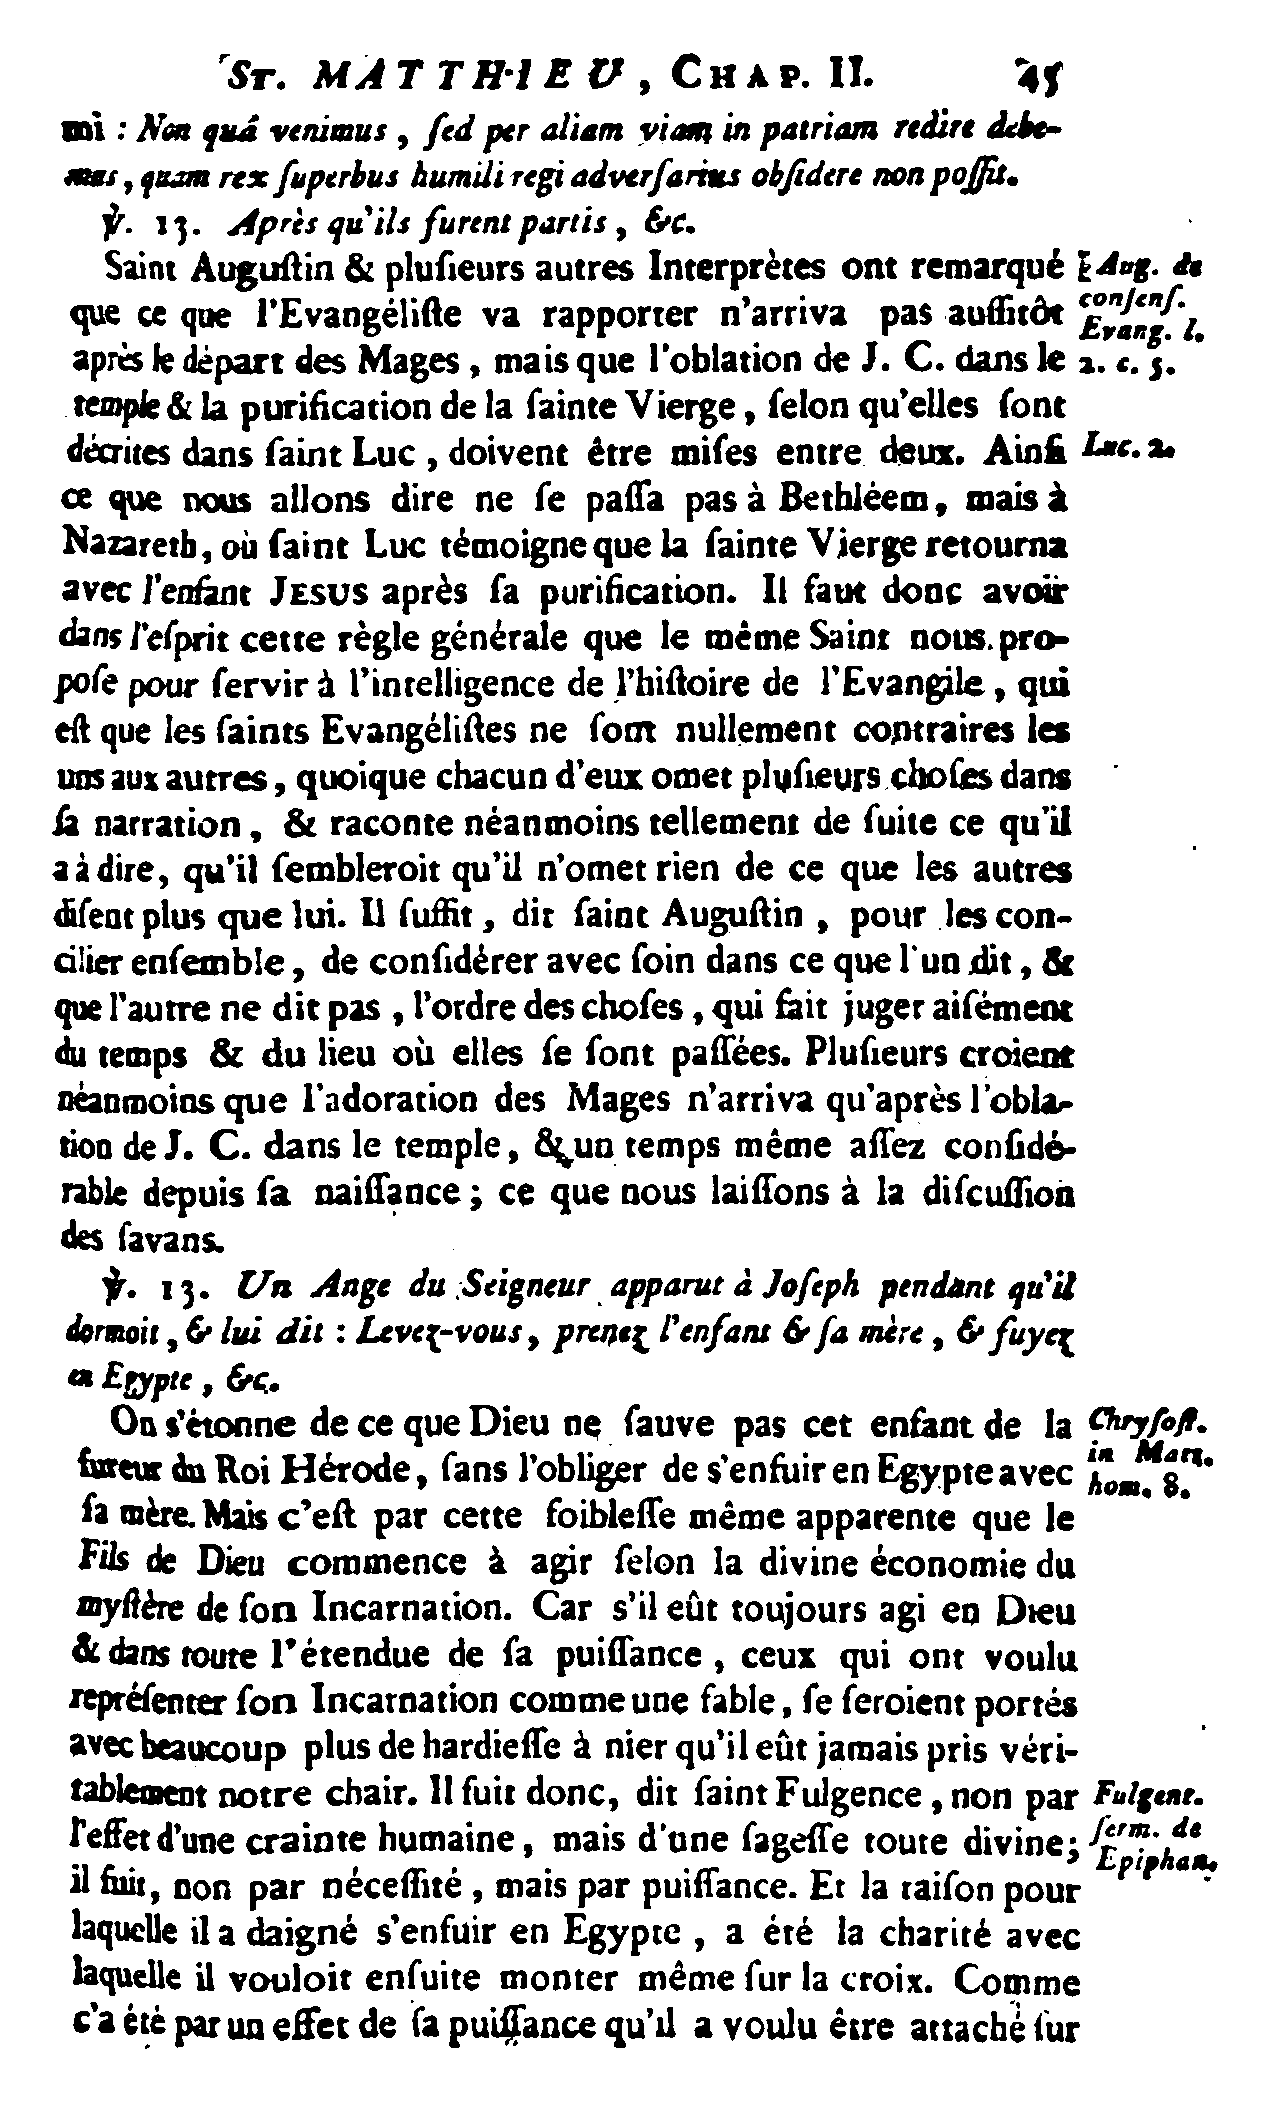 St. MATTHIEU, CHAP. II. 45
mi : Non quâ venimus, ſed per aliam viam in patriam redire debe-
mus, quam rex ſuperbus humili regi adverſarius obſidere non poſſit.
℣. 13. Après qu'ils furent partis, &c.
Saint Auguſtin & pluſieurs autres Interprètes ont remarqué
que ce que l'Evangéliſte va rapporter n'arriva pas auſſitôt
après le départ des Mages, mais que l'oblation de J. C. dans le
temple & la purification de la ſainte Vierge, ſelon qu'elles ſont
décrites dans ſaint Luc, doivent être miſes entre deux. Ainſi
ce que nous allons dire ne ſe paſſa pas à Bethléem, mais à
Nazareth, où ſaint Luc témoigne que la ſainte Vierge retourna
avec l'enfant JESUS après ſa purification. Il faut donc avoir
dans l'eſprit cette règle générale que le même Saint nous pro-
poſe pour ſervir à l'intelligence de l'hiſtoire de l'Evangile, qui
eſt que les ſaints Evangéliſtes ne ſont nullement contraires les
uns aux autres, quoique chacun d'eux omet pluſieurs choſes dans
ſa narration, & raconte néanmoins tellement de ſuite ce qu'il
a à dire, qu'il ſembleroit qu'il n'omet rien de ce que les autres
diſent plus que lui. Il ſuffit, dit ſaint Auguſtin, pour les con-
cilier enſemble, de conſidérer avec ſoin dans ce que l'un dit, &
que l'autre ne dit pas, l'ordre des choſes, qui fait juger aiſément
du temps & du lieu où elles ſe ſont paſſées. Pluſieurs croient
néanmoins que l'adoration des Mages n'arriva qu'après l'obla-
tion de J. C. dans le temple, & un temps même aſſez conſidé-
rable depuis ſa naiſſance; ce que nous laiſſons à la diſcuſſion
des ſavans.
℣. 13. Un Ange du Seigneur apparut à Joſeph pendant qu'il
dormoit, & lui dit : Levez-vous, prenez l'enfant & ſa mère, & fuyez
en Egypte, &c.
On s'étonne de ce que Dieu ne ſauve pas cet enfant de la
fureur du Roi Hérode, ſans l'obliger de s'enfuir en Egypte avec
ſa mère. Mais c'eſt par cette foibleſſe même apparente que le
Fils de Dieu commence à agir ſelon la divine économie du
myſtère de ſon Incarnation. Car s'il eût toujours agi en Dieu
& dans toute l'étendue de ſa puiſſance, ceux qui ont voulu
repréſenter ſon Incarnation comme une fable, ſe ſeroient portés
avec beaucoup plus de hardieſſe à nier qu'il eût jamais pris véri-
tablement notre chair. Il fuit donc, dit ſaint Fulgence, non par
l'effet d'une crainte humaine, mais d'une ſageſſe toute divine;
il fuit, non par néceſſité, mais par puiſſance. Et la raiſon pour
laquelle il a daigné s'enfuir en Egypte, a été la charité avec
laquelle il vouloit enſuite monter même ſur la croix. Comme
c'a été par un effet de ſa puiſſance qu'il a voulu être attaché ſur
Aug. de
conſenſ.
Evang. l.
2. c. 5.
Luc. 2.
Chryſoſt.
in Matt.
hom. 8.
Fulgent.
ſerm. de
Epiphan.